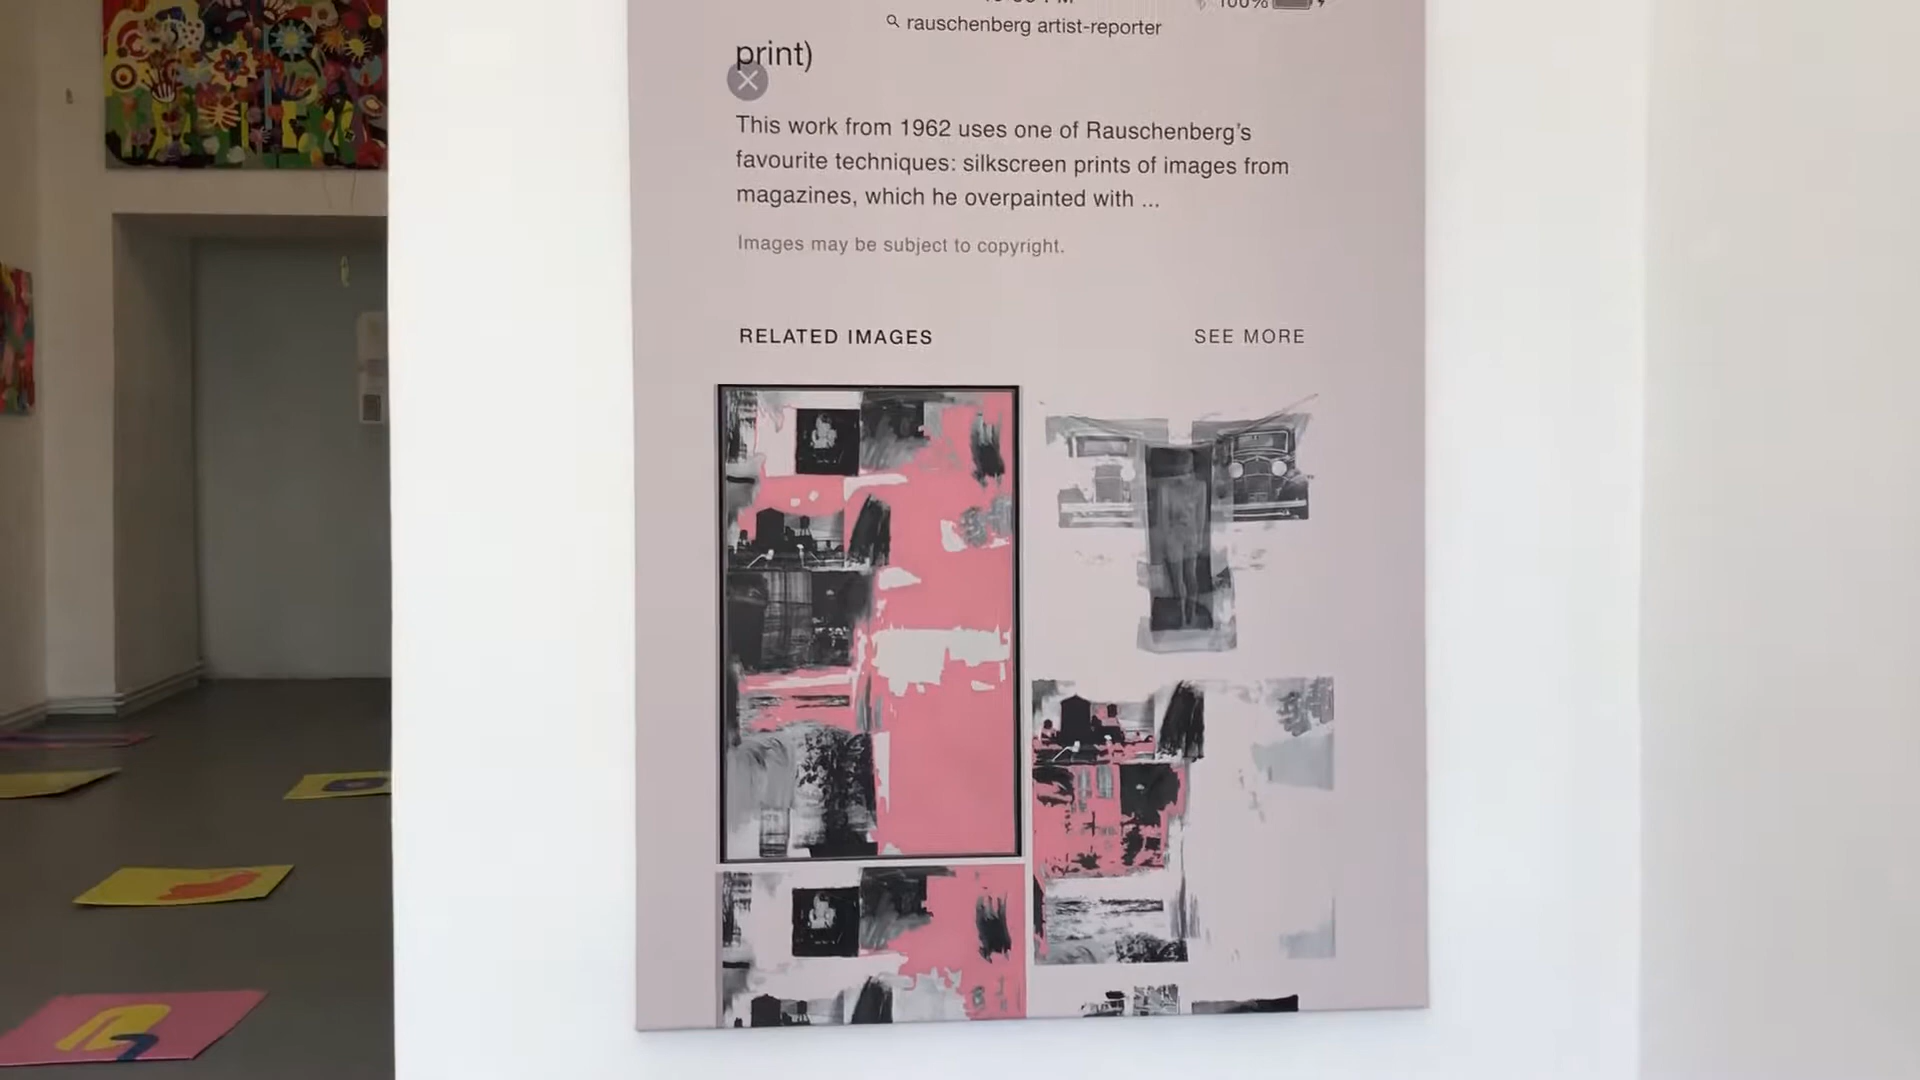 100%
rauschenberg artist-reporter
print)
This work from 1962 uses one of Rauschenberg's
favourite techniques: silkscreen prints of images from
magazines, which he overpainted with ...
Images may be subject to copyright.
RELATED IMAGES
SEE MORE